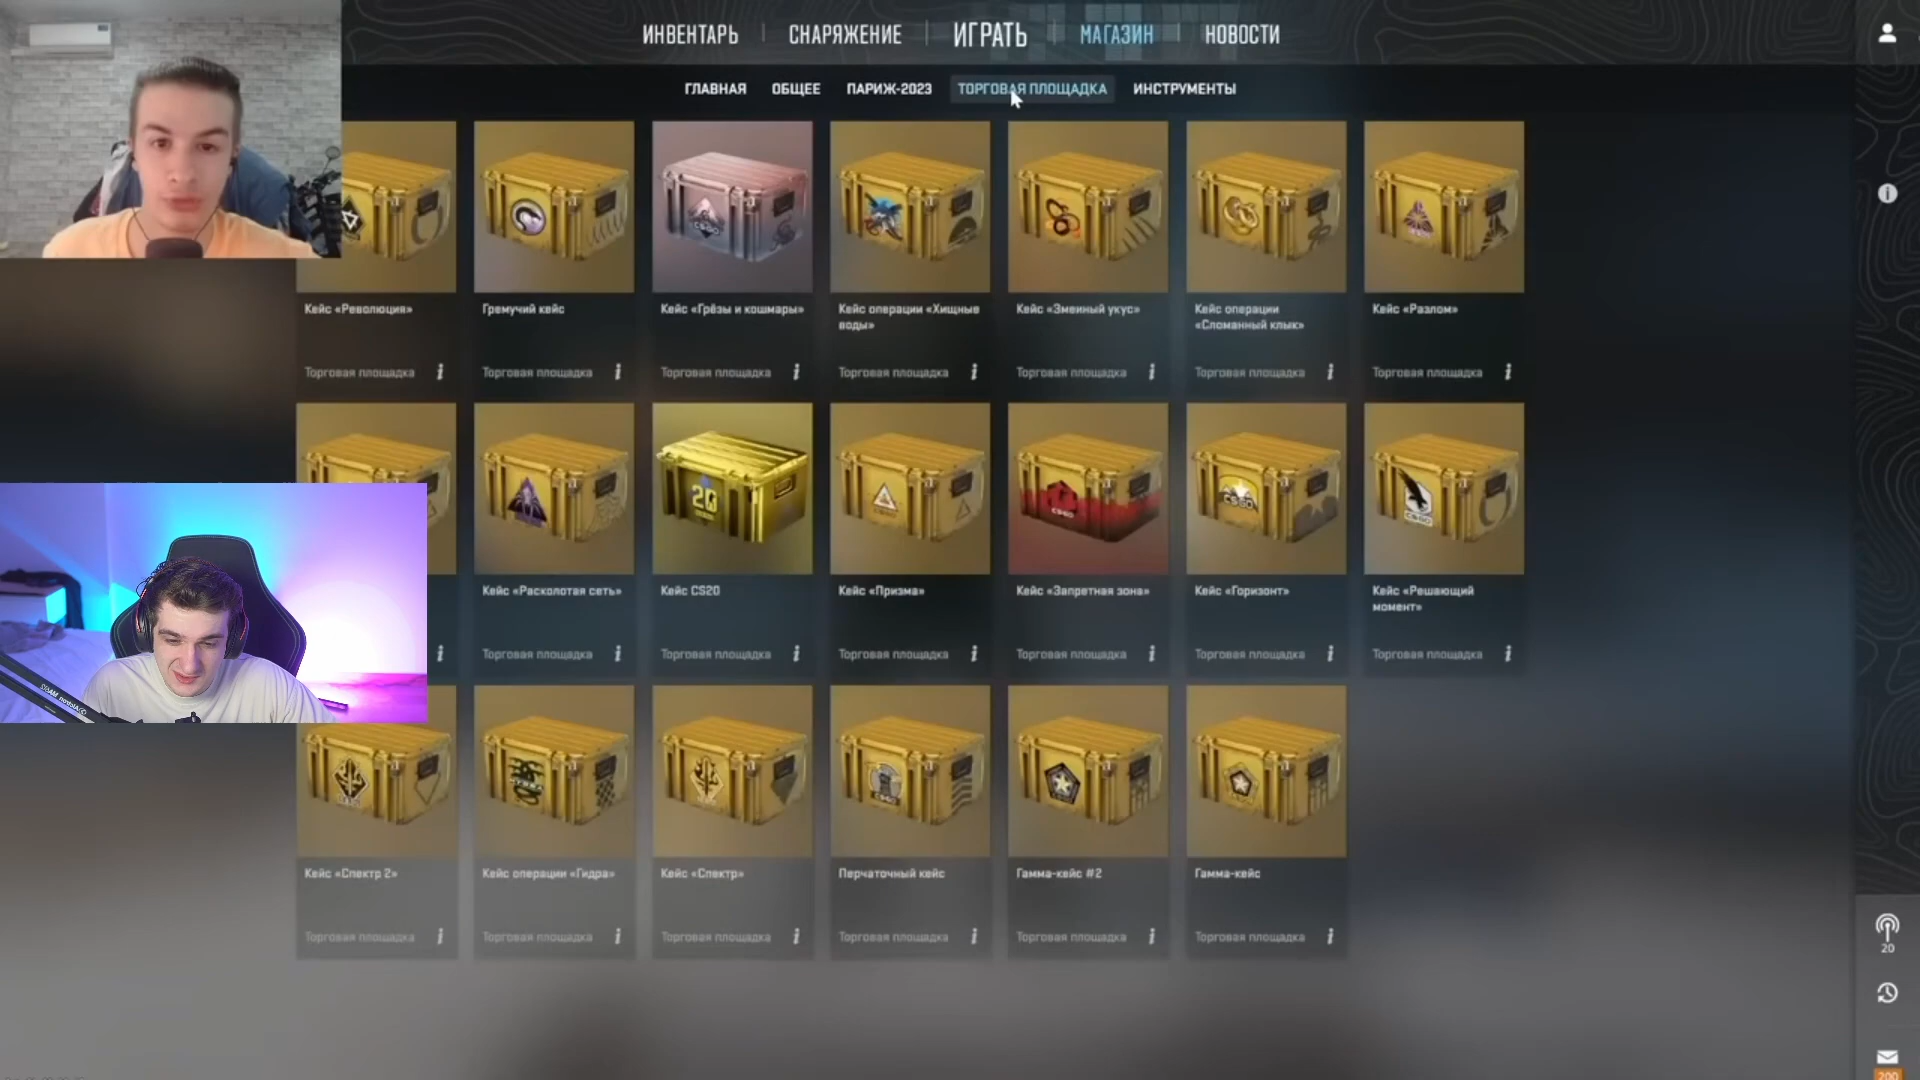 ИНВЕНТАРЬ СНАРЯЖЕНИЕ ИГРАТЬ МАГАЗИН НОВОСТИ
ГЛАВНАЯ ОБЩЕЕ ПАРИЖ-2023 ТОРГОВАЯ ПЛОЩАДКА ИНСТРУМЕНТЫ
Кейс «Революция»
Гремучий кейс
Кейс «Грёзы и кошмары»
Кейс операции «Хищные
воды»
Кейс «Змеиный укус»
Кейс операции
«Сломанный клык»
Кейс «Разлом»
Торговая площадка
Торговая площадка
Торговая площадка
Торговая площадка
Торговая площадка
Торговая площадка
Торговая площадка
20
Кейс «Расколотая сеть»
Кейс CS20
Кейс «Призма»
Кейс «Запретная зона»
Кейс «Горизонт»
Кейс «Решающий
момент»
Торговая площадка
Торговая площадка
Торговая площадка
Торговая площадка
Торговая площадка
Торговая площадка
Кейс «Спектр 2»
Кейс операции «Гидра»
Кейс «Спектр»
Перчаточный кейс
Гамма-кейс #2
Гамма-кейс
Торговая площадка
Торговая площадка
Торговая площадка
Торговая площадка
Торговая площадка
Торговая площадка
20
200